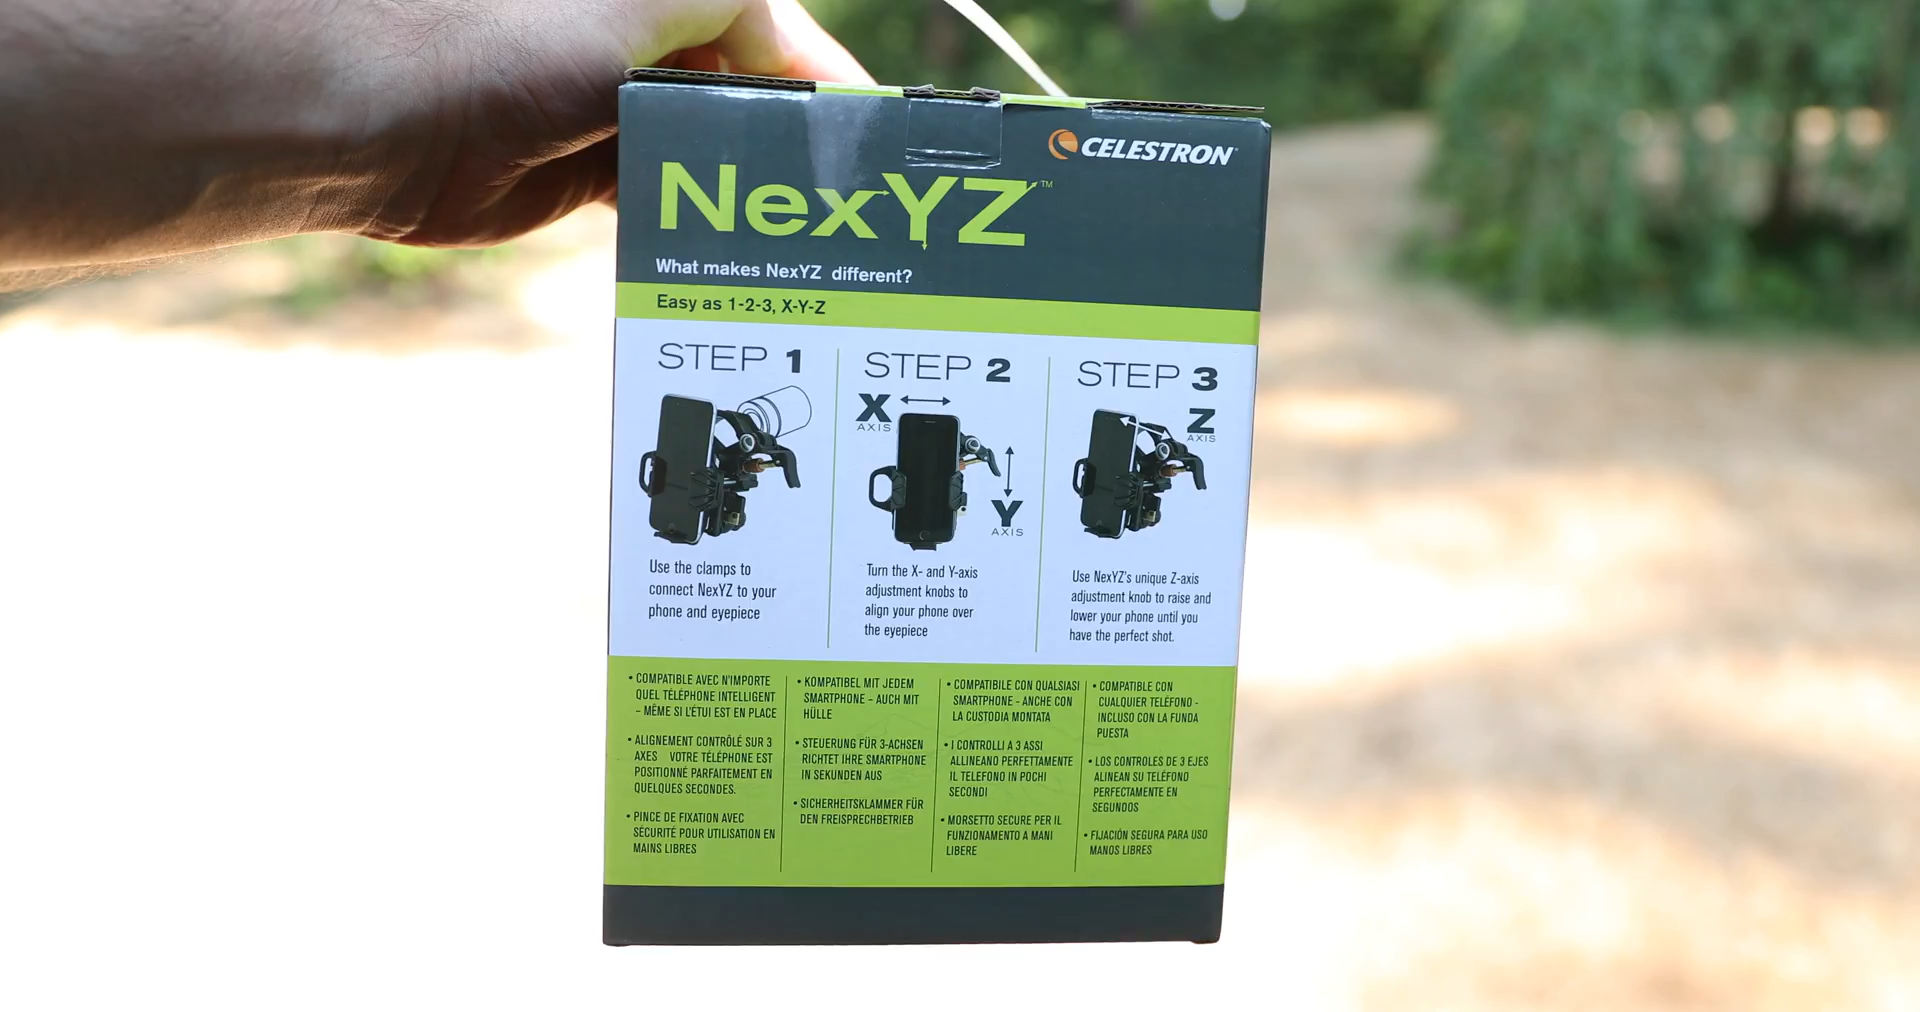 CELESTRON
NexYZ™
What makes NexYZ different?
Easy as 1-2-3, X-Y-Z
STEP 1
Use the clamps to
connect NexYZ to your
phone and eyepiece
STEP 2
X
AXIS
Y
AXIS
Turn the X- and Y-axis
adjustment knobs to
align your phone over
the eyepiece
STEP 3
Z
AXIS
Use NexYZ's unique Z-axis
adjustment knob to raise and
lower your phone until you
have the perfect shot.
• COMPATIBLE AVEC N'IMPORTE
QUEL TÉLÉPHONE INTELLIGENT
– MÊME SI L'ÉTUI EST EN PLACE
• ALIGNEMENT CONTRÔLÉ SUR 3
AXES VOTRE TÉLÉPHONE EST
POSITIONNÉ PARFAITEMENT EN
QUELQUES SECONDES.
• PINCE DE FIXATION AVEC
SÉCURITÉ POUR UTILISATION EN
MAINS LIBRES
• KOMPATIBEL MIT JEDEM
SMARTPHONE – AUCH MIT
HÜLLE
• STEUERUNG FÜR 3-ACHSEN
RICHTET IHRE SMARTPHONE
IN SEKUNDEN AUS
• SICHERHEITSKLAMMER FÜR
DEN FREISPRECHBETRIEB
• COMPATIBILE CON QUALSIASI
SMARTPHONE - ANCHE CON
LA CUSTODIA MONTATA
• I CONTROLLI A 3 ASSI
ALLINEANO PERFETTAMENTE
IL TELEFONO IN POCHI
SECONDI
• MORSETTO SECURE PER IL
FUNZIONAMENTO A MANI
LIBERE
• COMPATIBLE CON
CUALQUIER TELÉFONO -
INCLUSO CON LA FUNDA
PUESTA
• LOS CONTROLES DE 3 EJES
ALINEAN SU TELÉFONO
PERFECTAMENTE EN
SEGUNDOS
• FIJACIÓN SEGURA PARA USO
MANOS LIBRES